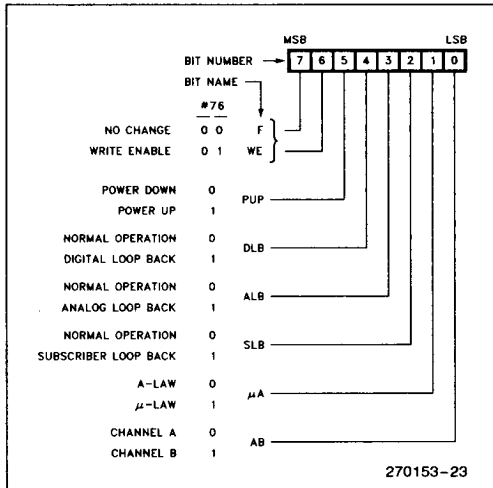 MSB LSB
BIT NUMBER 7 6 5 4 3 2 1 0
BIT NAME
#76
NO CHANGE 0 0 F
WRITE ENABLE 0 1 WE
POWER DOWN 0
PUP
POWER UP 1
NORMAL OPERATION 0
DLB
DIGITAL LOOP BACK 1
NORMAL OPERATION 0
ALB
ANALOG LOOP BACK 1
NORMAL OPERATION 0
SLB
SUBSCRIBER LOOP BACK 1
A-LAW 0
μA
μ-LAW 1
CHANNEL A 0
AB
CHANNEL B 1
270153-23